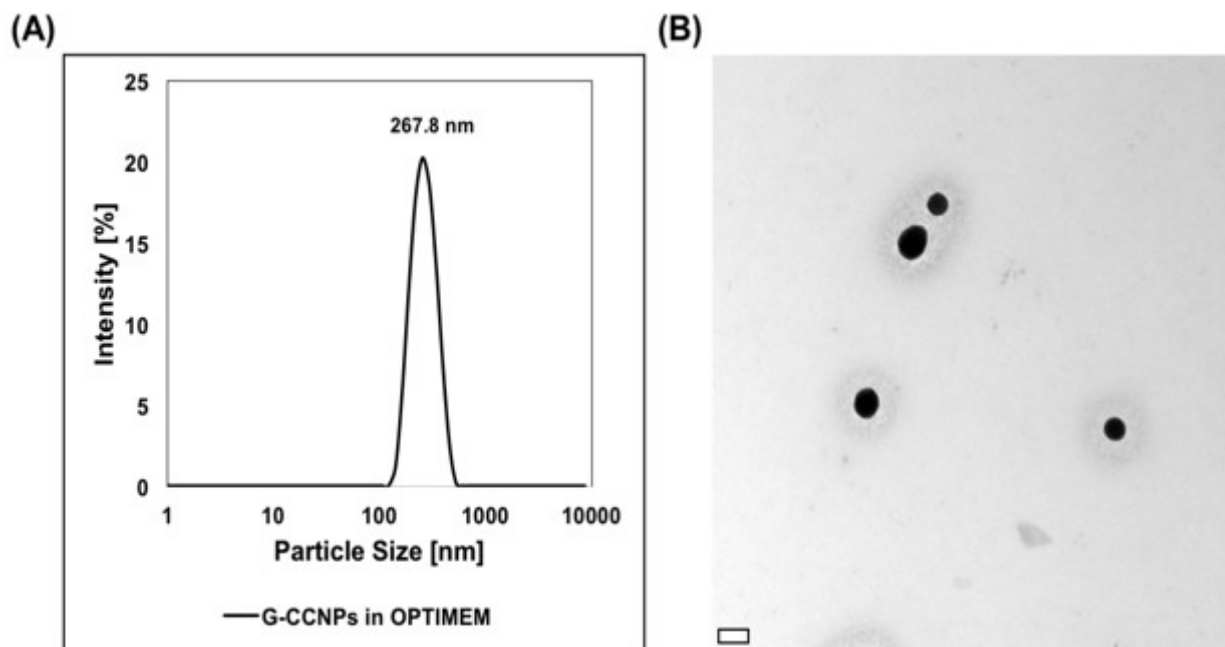 (A)
(B)
25
267.8 nm
20
15
10
5
0
Intensity [%]
1 10 100 1000 10000
Particle Size [nm]
G-CCNPs in OPTIMEM